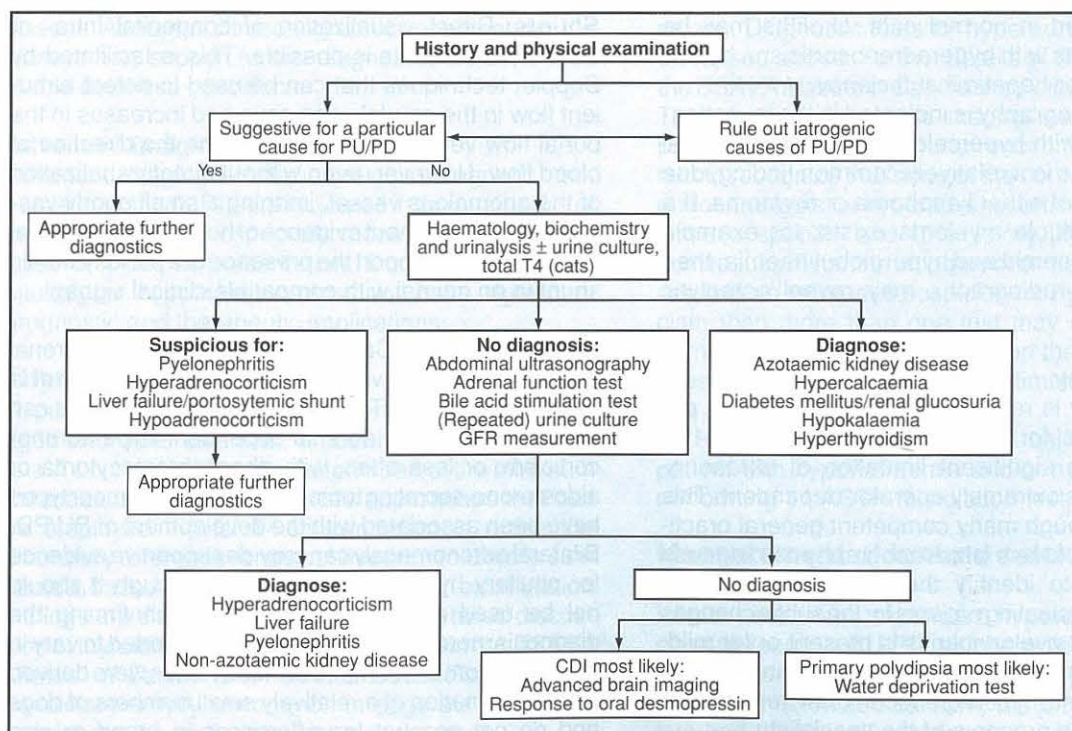 History and physical examination
Suggestive for a particular
cause for PU/PD
Rule out iatrogenic
causes of PU/PD
Yes
No
Appropriate further
diagnostics
Haematology, biochemistry
and urinalysis ± urine culture,
total T4 (cats)
Suspicious for:
Pyelonephritis
Hyperadrenocorticism
Liver failure/portosytemic shunt
Hypoadrenocorticism
No diagnosis:
Abdominal ultrasonography
Adrenal function test
Bile acid stimulation test
(Repeated) urine culture
GFR measurement
Diagnose:
Azotaemic kidney disease
Hypercalcaemia
Diabetes mellitus/renal glucosuria
Hypokalaemia
Hyperthyroidism
Appropriate further
diagnostics
Diagnose:
Hyperadrenocorticism
Liver failure
Pyelonephritis
Non-azotaemic kidney disease
No diagnosis
CDI most likely:
Advanced brain imaging
Response to oral desmopressin
Primary polydipsia most likely:
Water deprivation test